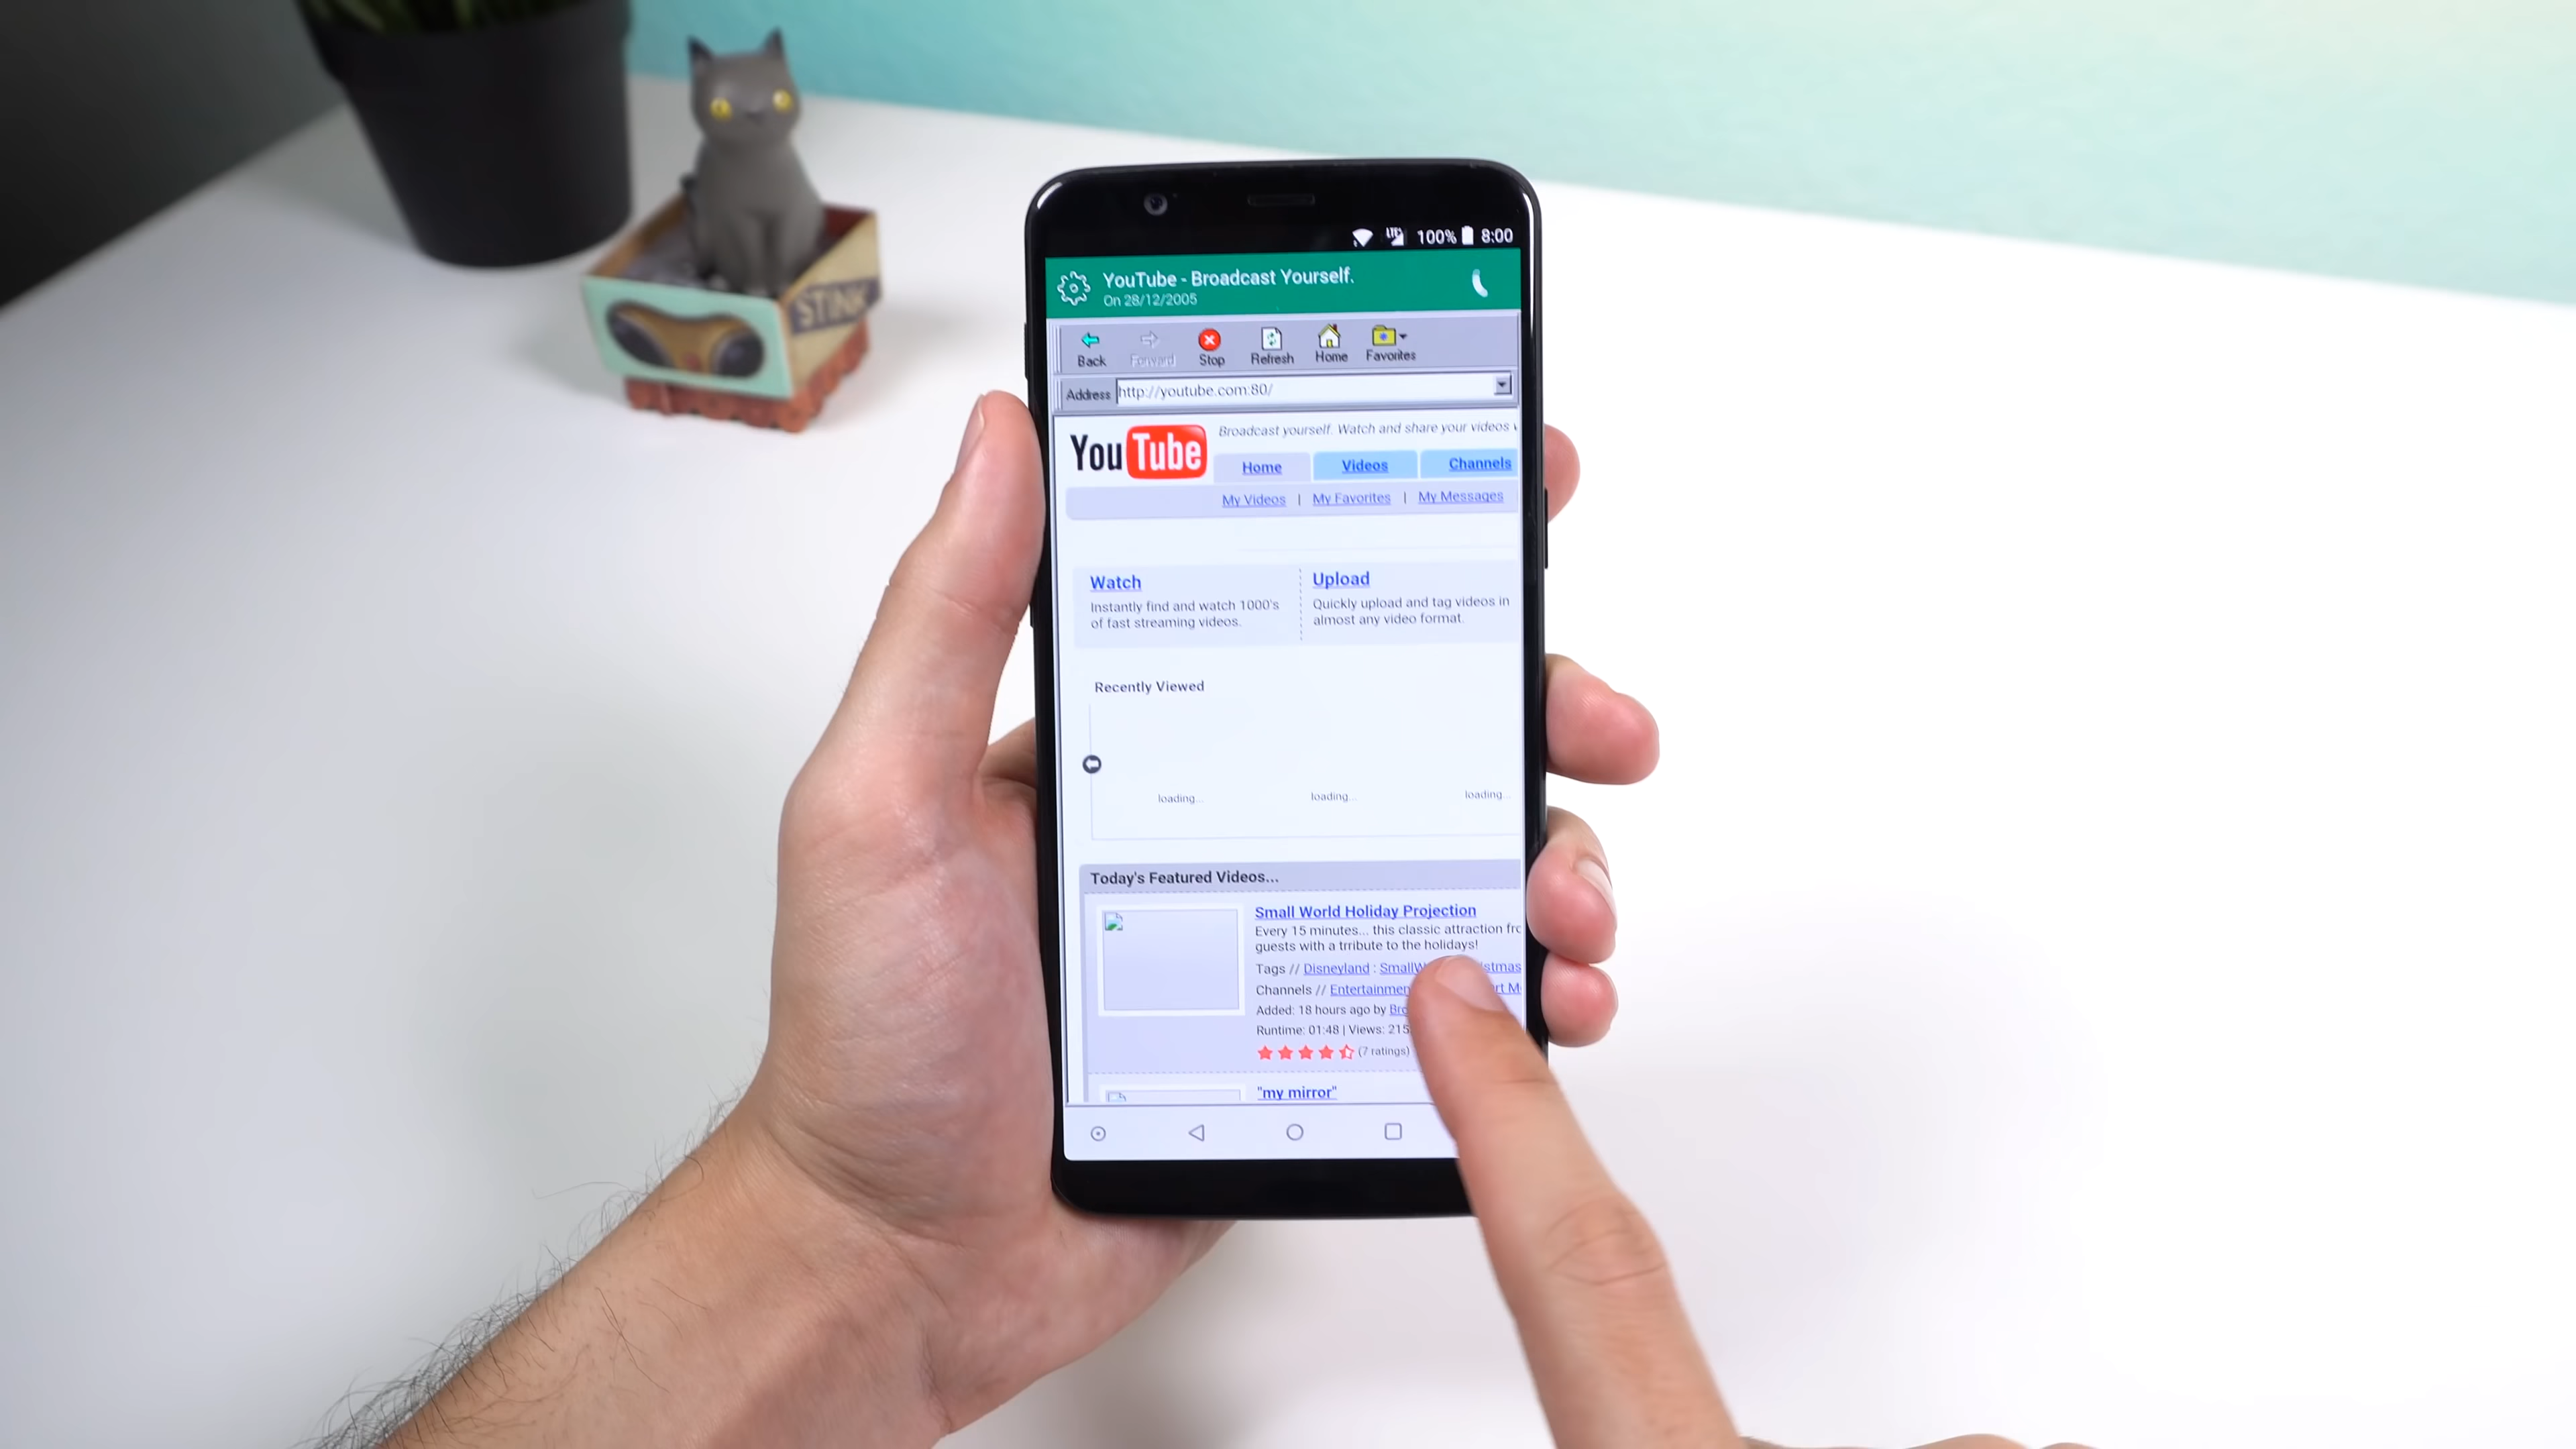 STINK
LTE 100% 8:00
YouTube - Broadcast Yourself.
On 28/12/2005
Back Forward Stop Refresh Home Favorites
Address http://youtube.com:80/
YouTube
Broadcast yourself. Watch and share your videos
Home Videos Channels
My Videos | My Favorites | My Messages
Watch
Instantly find and watch 1000's
of fast streaming videos.
Upload
Quickly upload and tag videos in
almost any video format.
Recently Viewed
loading... loading... loading...
Today's Featured Videos...
Small World Holiday Projection
Every 15 minutes... this classic attraction
guests with a trribute to the holidays!
Tags // Disneyland :
Channels //
Added: 18 hours ago by
Runtime: 01:48 | Views:
(7 ratings)
"my mirror"